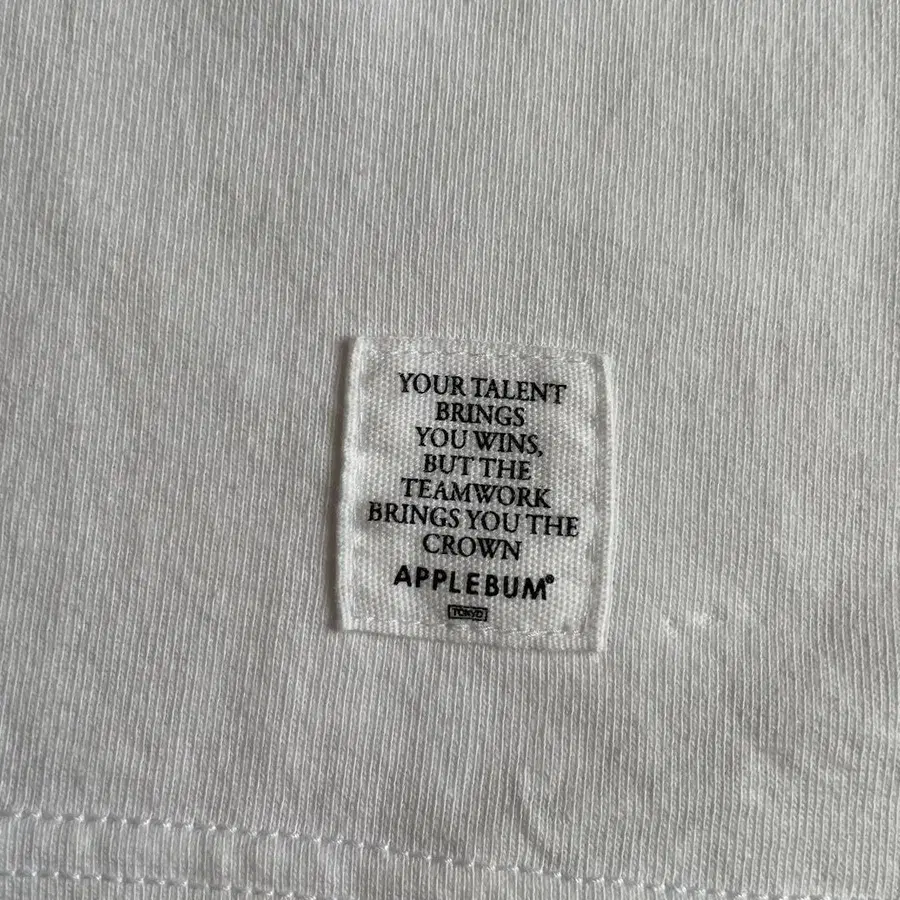 YOUR TALENT
BRINGS
YOU WINS,
BUT THE
TEAMWORK
BRINGS YOU THE
CROWN
APPLEBUM®
TOKYO